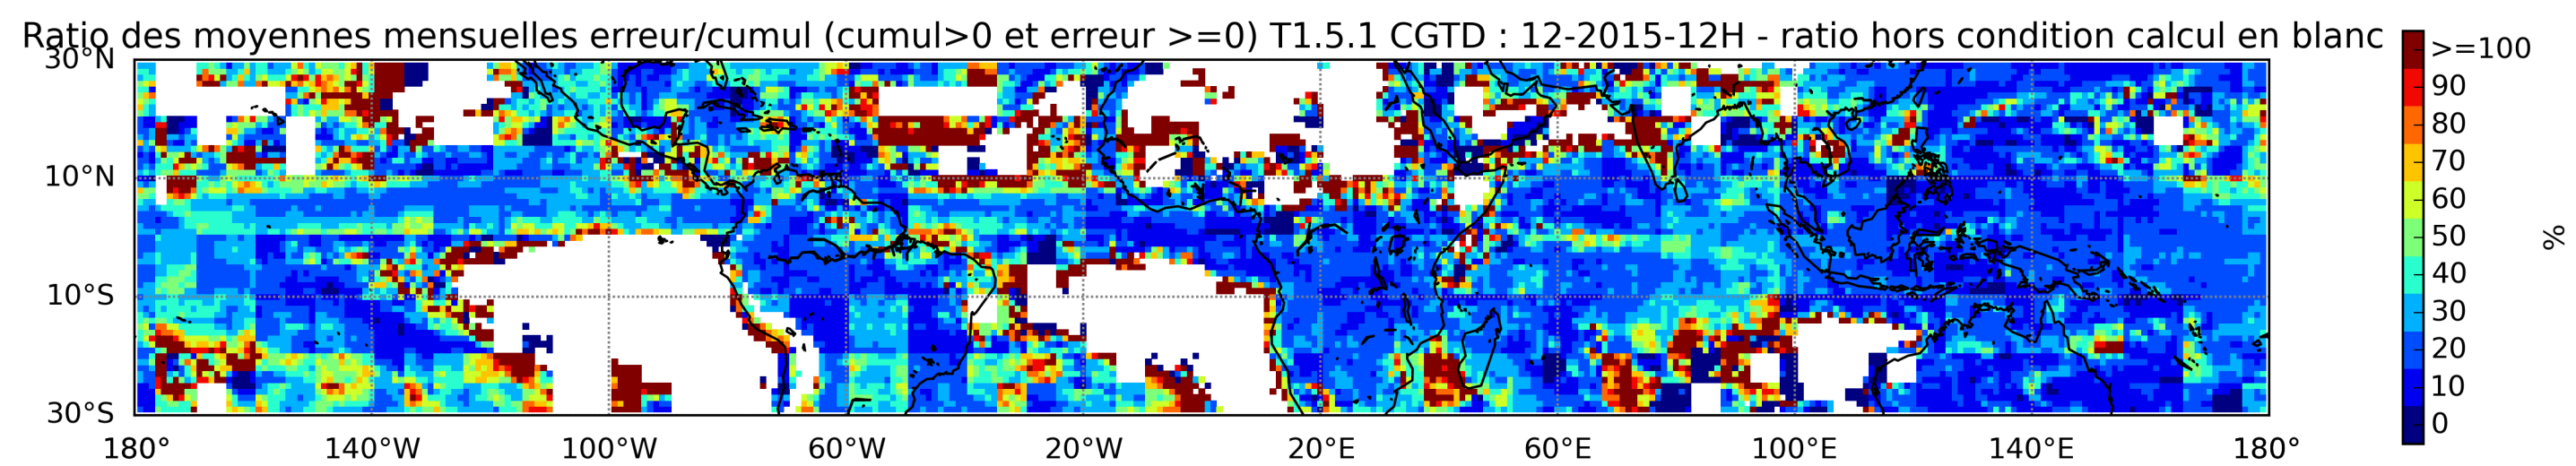 Ratio des moyennes mensuelles erreur/cumul (cumul>0 et erreur >=0) T1.5.1 CGTD : 12-2015-12H - ratio hors condition calcul en blanc
30°N
10°N
10°S
30°S
180°
140°W
100°W
60°W
20°W
20°E
60°E
100°E
140°E
180°
>=100
90
80
70
60
50
40
30
20
10
0
%